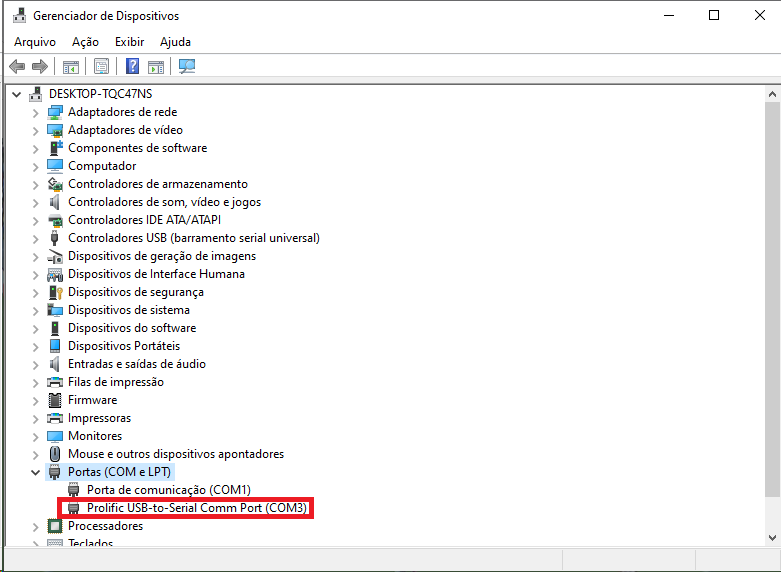 Gerenciador de Dispositivos
Arquivo Ação Exibir Ajuda
DESKTOP-TQC47NS
Adaptadores de rede
Adaptadores de vídeo
Componentes de software
Computador
Controladores de armazenamento
Controladores de som, vídeo e jogos
Controladores IDE ATA/ATAPI
Controladores USB (barramento serial universal)
Dispositivos de geração de imagens
Dispositivos de Interface Humana
Dispositivos de segurança
Dispositivos de sistema
Dispositivos do software
Dispositivos Portáteis
Entradas e saídas de áudio
Filas de impressão
Firmware
Impressoras
Monitores
Mouse e outros dispositivos apontadores
Portas (COM e LPT)
Porta de comunicação (COM1)
Prolific USB-to-Serial Comm Port (COM3)
Processadores
Teclados